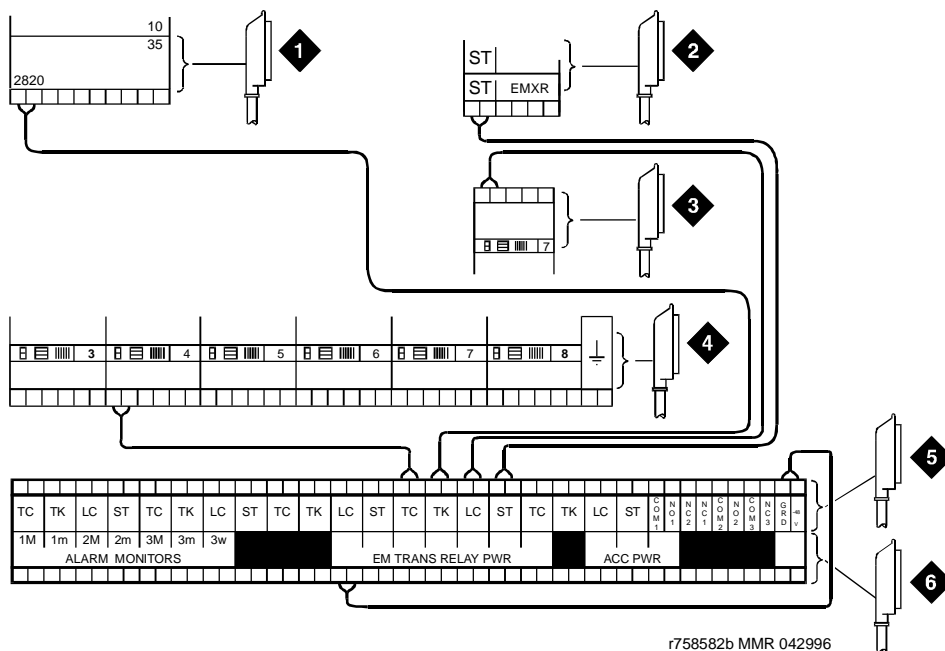 10
35
2820
1
ST
ST EMXR
2
3
7
3 4 5 6 7 8
4
TC TK LC ST TC TK LC ST TC TK LC ST TC TK LC ST TC TK LC ST COM1 NO1 NC2 NC1 COM2 NO2 COM3 NC3 GRD -48 V
5
1M 1m 2M 2m 3M 3m 3w
ALARM MONITORS EM TRANS RELAY PWR ACC PWR
6
r758582b MMR 042996